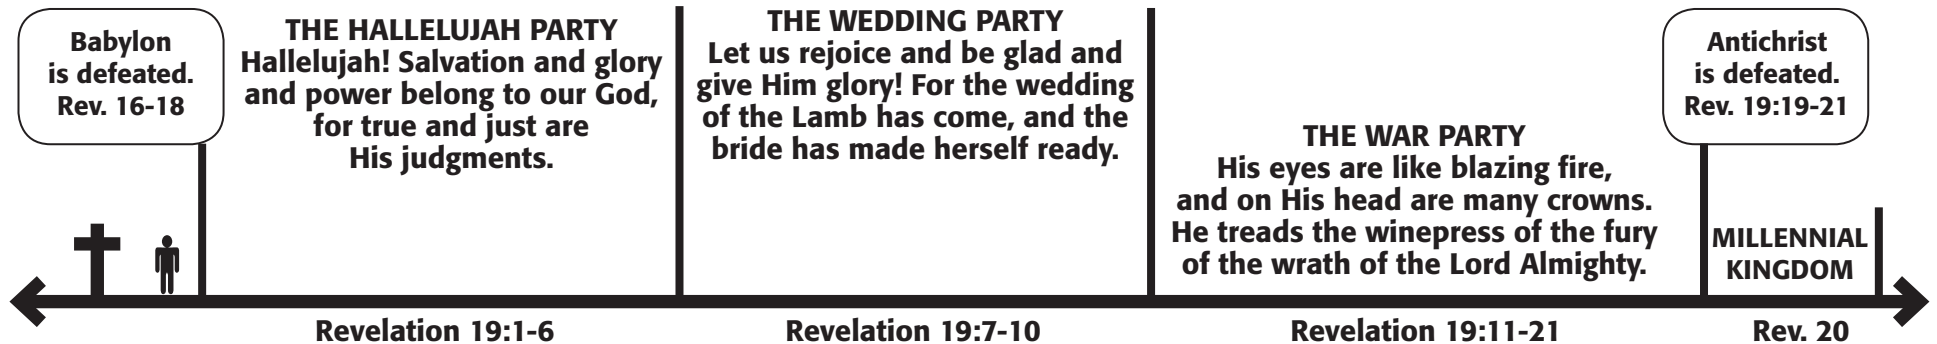 Babylon
is defeated.
Rev. 16-18
THE HALLELUJAH PARTY
Hallelujah! Salvation and glory
and power belong to our God,
for true and just are
His judgments.
THE WEDDING PARTY
Let us rejoice and be glad and
give Him glory! For the wedding
of the Lamb has come, and the
bride has made herself ready.
THE WAR PARTY
His eyes are like blazing fire,
and on His head are many crowns.
He treads the winepress of the fury
of the wrath of the Lord Almighty.
Antichrist
is defeated.
Rev. 19:19-21
MILLENNIAL
KINGDOM
Revelation 19:1-6
Revelation 19:7-10
Revelation 19:11-21
Rev. 20